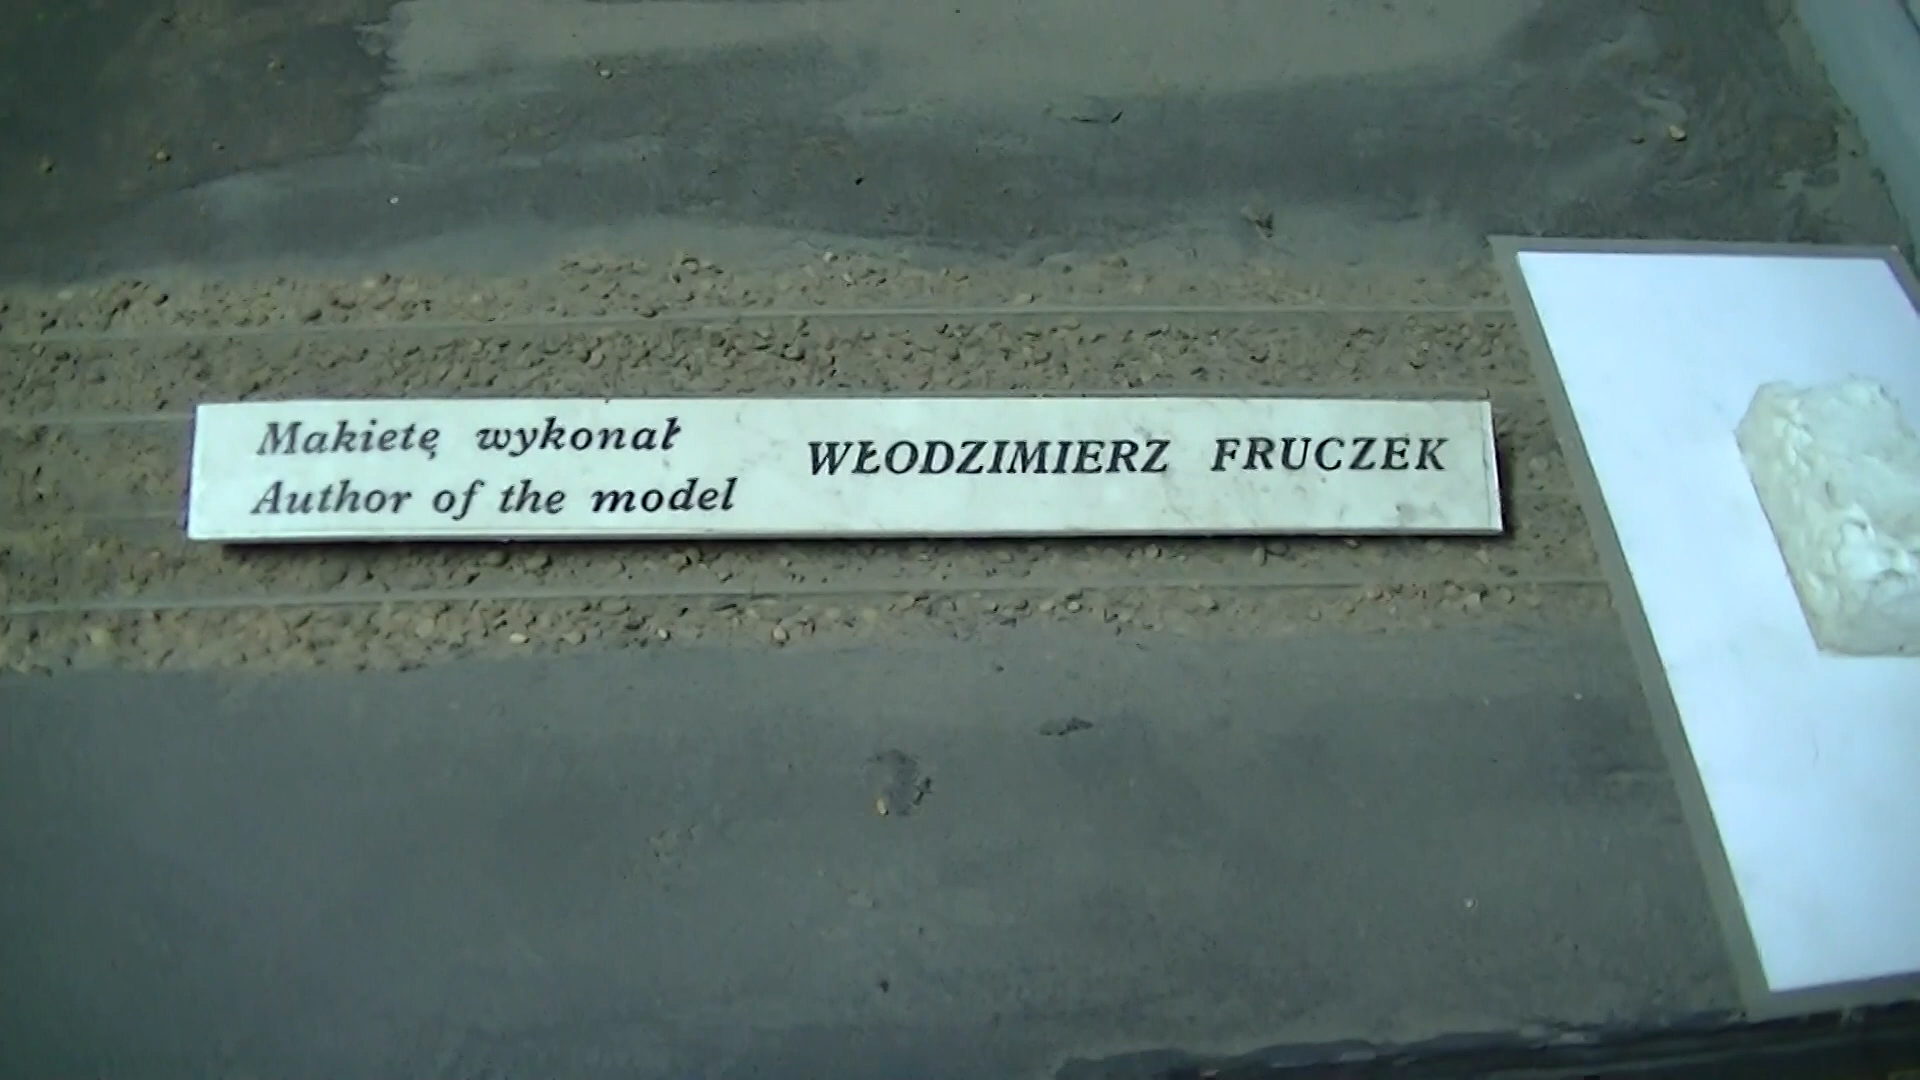 Makietę wykonał
Author of the model
WŁODZIMIERZ FRUCZEK